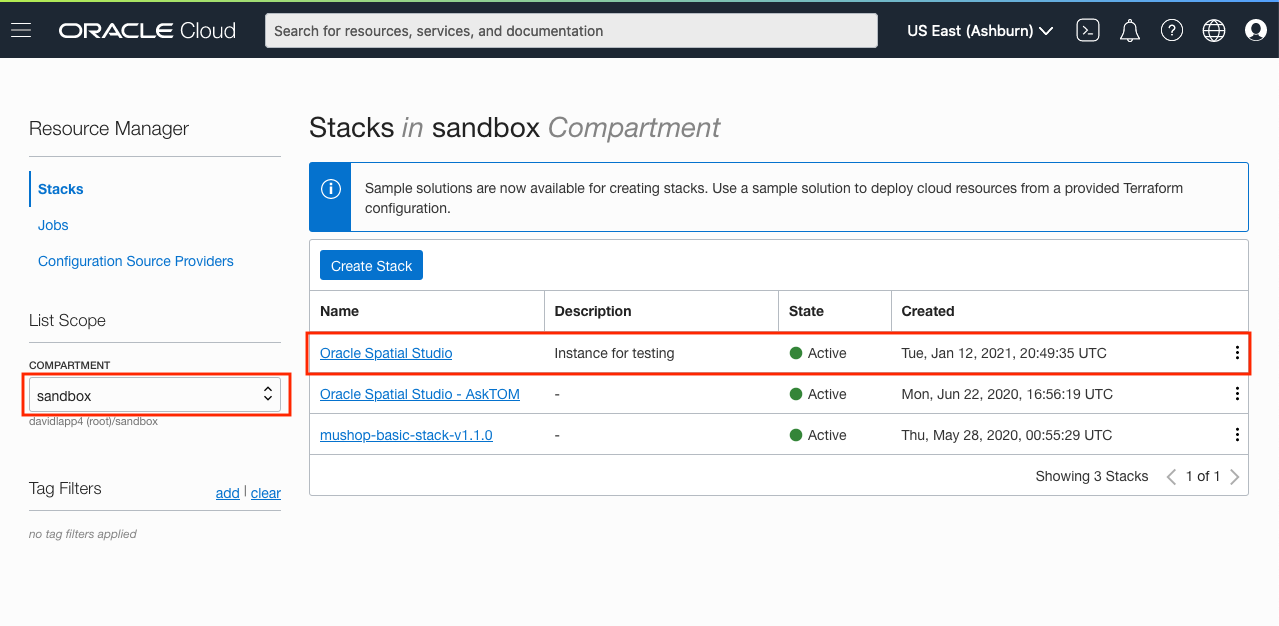 ORACLE Cloud
Search for resources, services, and documentation
US East (Ashburn)
Resource Manager
Stacks
Jobs
Configuration Source Providers
List Scope
COMPARTMENT
sandbox
davidlapp4 (root)/sandbox
Tag Filters
add | clear
no tag filters applied
Stacks in sandbox Compartment
Sample solutions are now available for creating stacks. Use a sample solution to deploy cloud resources from a provided Terraform
configuration.
Create Stack
Name Description State Created
Oracle Spatial Studio Instance for testing Active Tue, Jan 12, 2021, 20:49:35 UTC
Oracle Spatial Studio - AskTOM - Active Mon, Jun 22, 2020, 16:56:19 UTC
mushop-basic-stack-v1.1.0 - Active Thu, May 28, 2020, 00:55:29 UTC
Showing 3 Stacks < 1 of 1 >